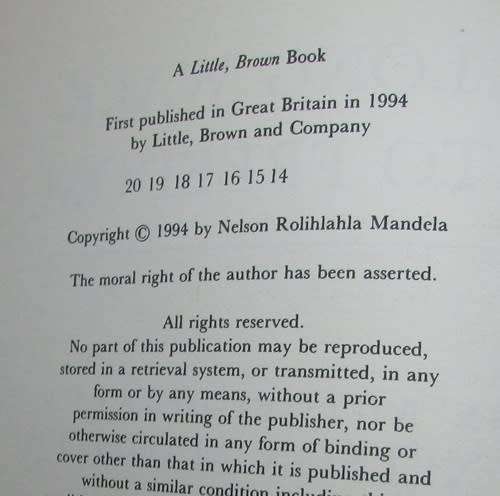 A Little, Brown Book
First published in Great Britain in 1994
by Little, Brown and Company
20 19 18 17 16 15 14
Copyright © 1994 by Nelson Rolihlahla Mandela
The moral right of the author has been asserted.
All rights reserved.
No part of this publication may be reproduced,
stored in a retrieval system, or transmitted, in any
form or by any means, without a prior
permission in writing of the publisher, nor be
otherwise circulated in any form of binding or
cover other than that in which it is published and
without a similar condition including